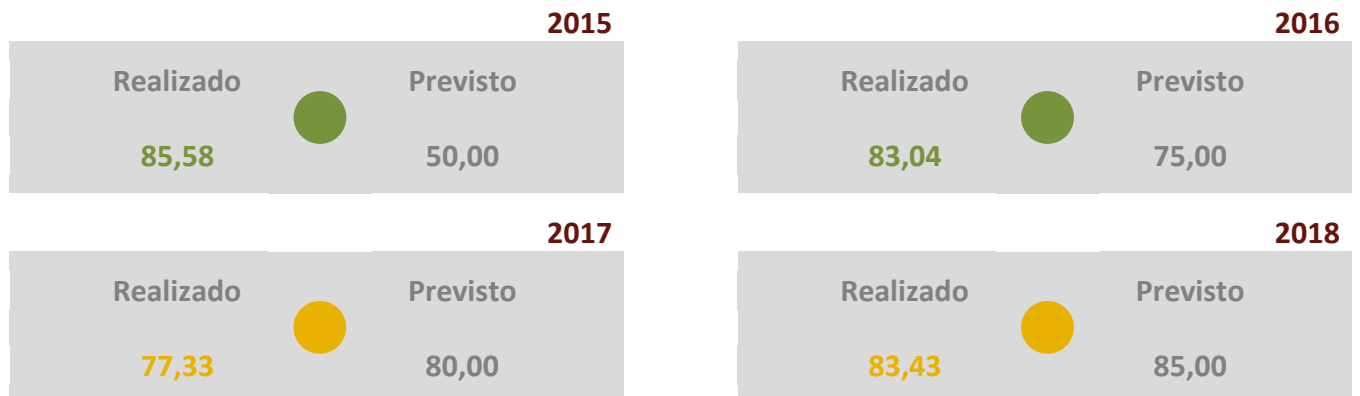 2015
Realizado Previsto
85,58 50,00
2016
Realizado Previsto
83,04 75,00
2017
Realizado Previsto
77,33 80,00
2018
Realizado Previsto
83,43 85,00